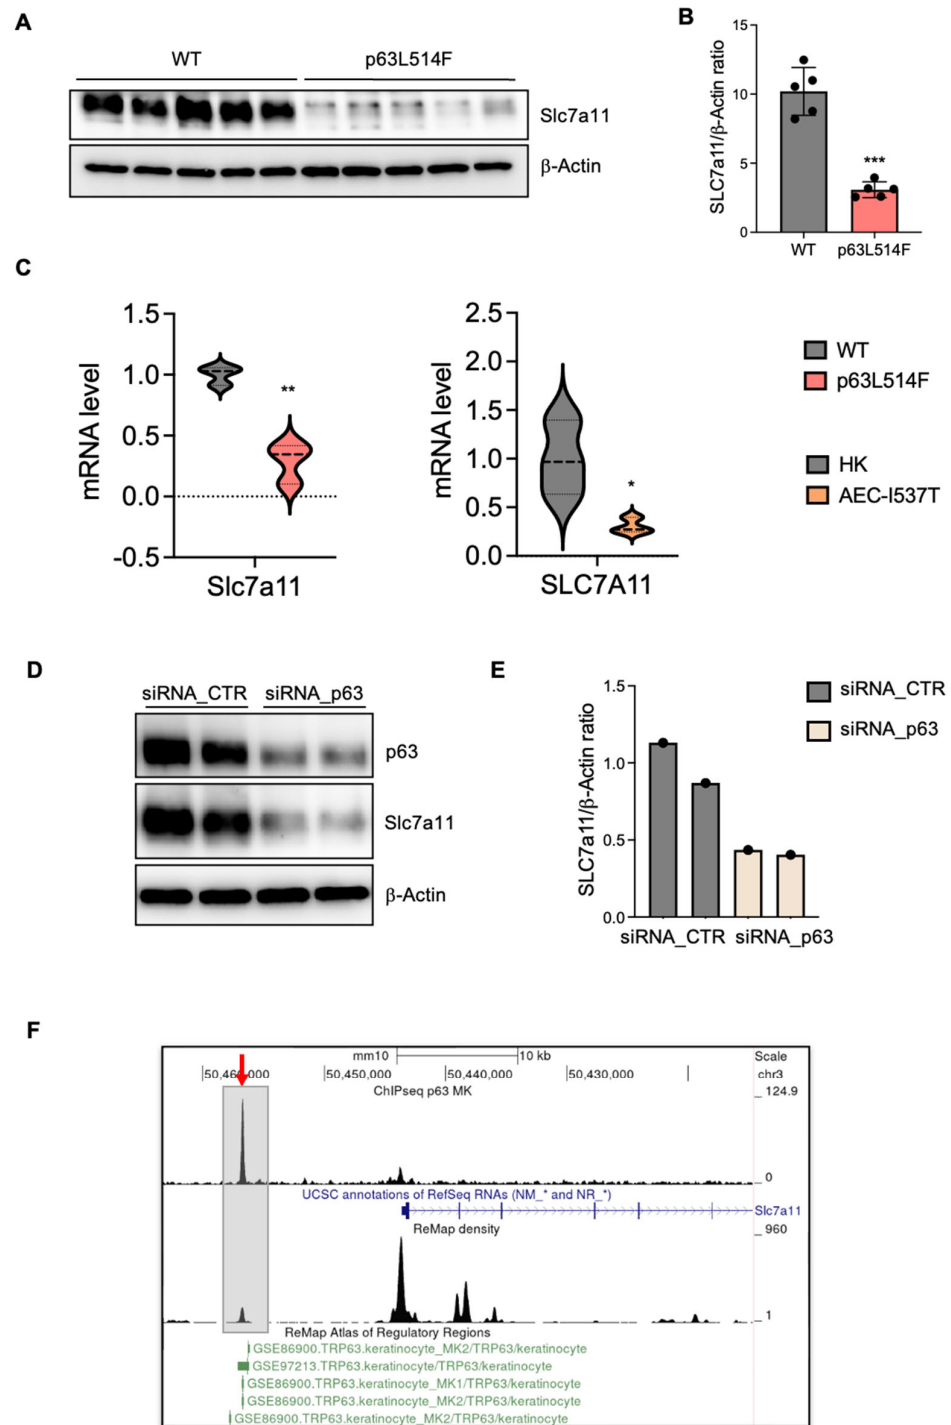 A
WT p63L514F
Slc7a11
β-Actin
B
SLC7a11/β-Actin ratio
15
10
5
0
***
WT p63L514F
C
mRNA level
1.5
1.0
0.5
0.0
-0.5
**
Slc7a11
mRNA level
2.5
2.0
1.5
1.0
0.5
0.0
*
SLC7A11
WT
p63L514F
HK
AEC-I537T
D
siRNA_CTR siRNA_p63
p63
Slc7a11
β-Actin
E
SLC7a11/β-Actin ratio
1.5
1.0
0.5
0.0
siRNA_CTR siRNA_p63
siRNA_CTR
siRNA_p63
F
mm10 10 kb Scale
50,460,000 50,450,000 50,440,000 50,430,000 chr3
ChIPseq p63 MK 124.9
0
UCSC annotations of RefSeq RNAs (NM_* and NR_*)
Slc7a11
ReMap density 960
1
ReMap Atlas of Regulatory Regions
GSE86900.TRP63.keratinocyte_MK2/TRP63/keratinocyte
GSE97213.TRP63.keratinocyte/TRP63/keratinocyte
GSE86900.TRP63.keratinocyte_MK1/TRP63/keratinocyte
GSE86900.TRP63.keratinocyte_MK2/TRP63/keratinocyte
GSE86900.TRP63.keratinocyte_MK2/TRP63/keratinocyte